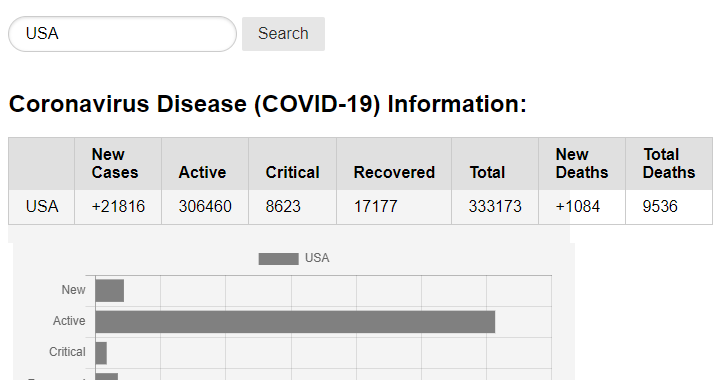 USA Search
Coronavirus Disease (COVID-19) Information:
New Cases Active Critical Recovered Total New Deaths Total Deaths
USA +21816 306460 8623 17177 333173 +1084 9536
USA
New
Active
Critical